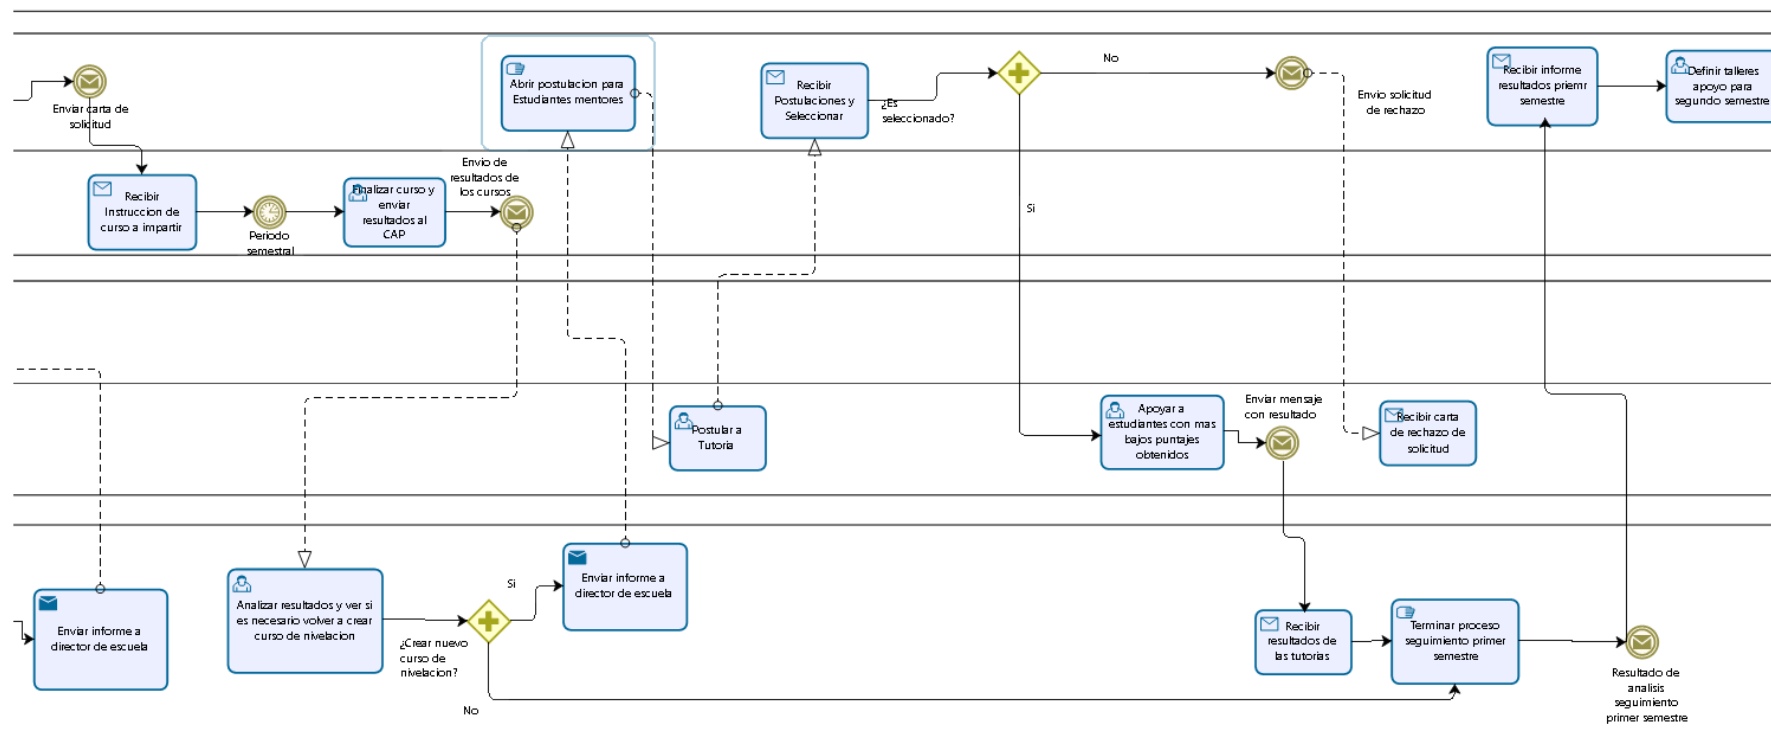 Enviar carta de
solicitud
Abrir postulacion para
Estudiantes mentores
Recibir
Postulaciones y
Seleccionar
¿Es
seleccionado?
No
Envio solicitud
de rechazo
Recibir informe
resultados priemr
semestre
Definir talleres
apoyo para
segundo semestre
Recibir
Instruccion de
curso a impartir
Periodo
semestral
Finalizar curso y
enviar
resultados al
CAP
Envio de
resultados de
los cursos
Si
Postular a
Tutoria
Apoyar a
estudiantes con mas
bajos puntajes
obtenidos
Enviar mensaje
con resultado
Recibir carta
de rechazo de
solicitud
Enviar informe a
director de escuela
Analizar resultados y ver si
es necesario volver a crear
curso de nivelacion
¿Crear nuevo
curso de
nivelacion?
Si
No
Enviar informe a
director de escuela
Recibir
resultados de
las tutorias
Terminar proceso
seguimiento primer
semestre
Resultado de
analisis
seguimiento
primer semestre